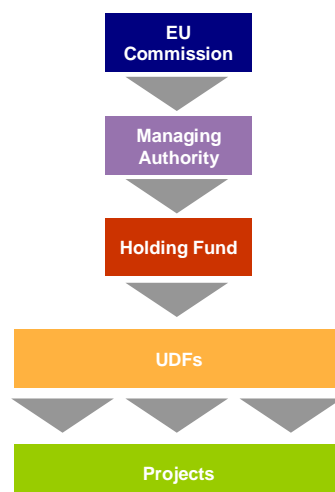 EU
Commission
Managing
Authority
Holding Fund
UDFs
Projects